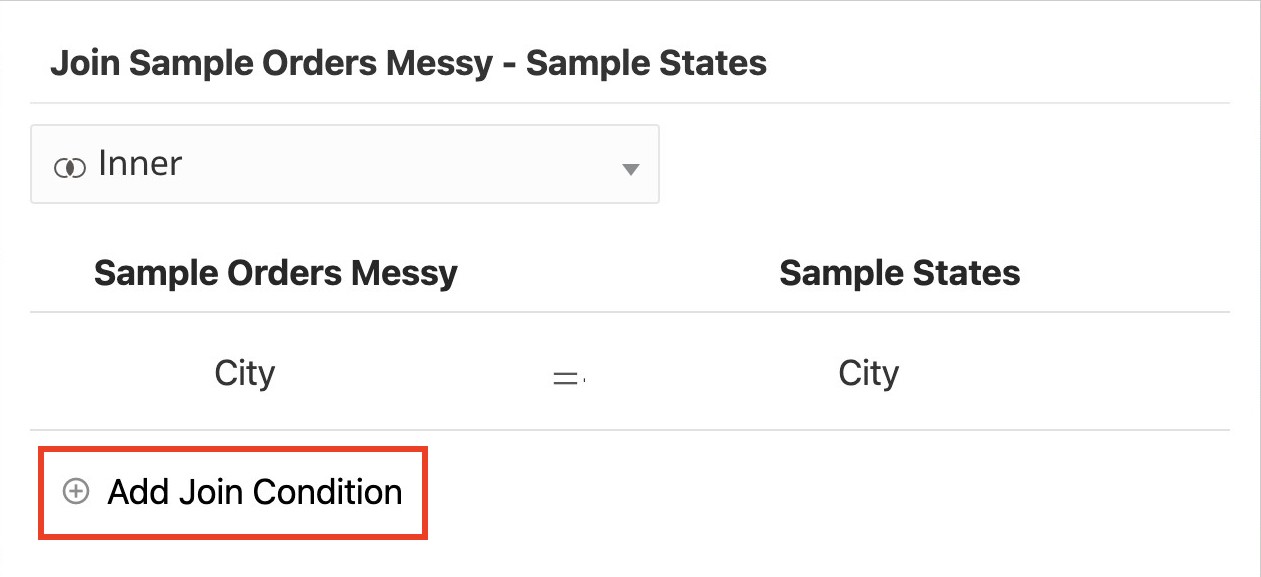 Join Sample Orders Messy - Sample States
Inner
Sample Orders Messy Sample States
City = City
Add Join Condition